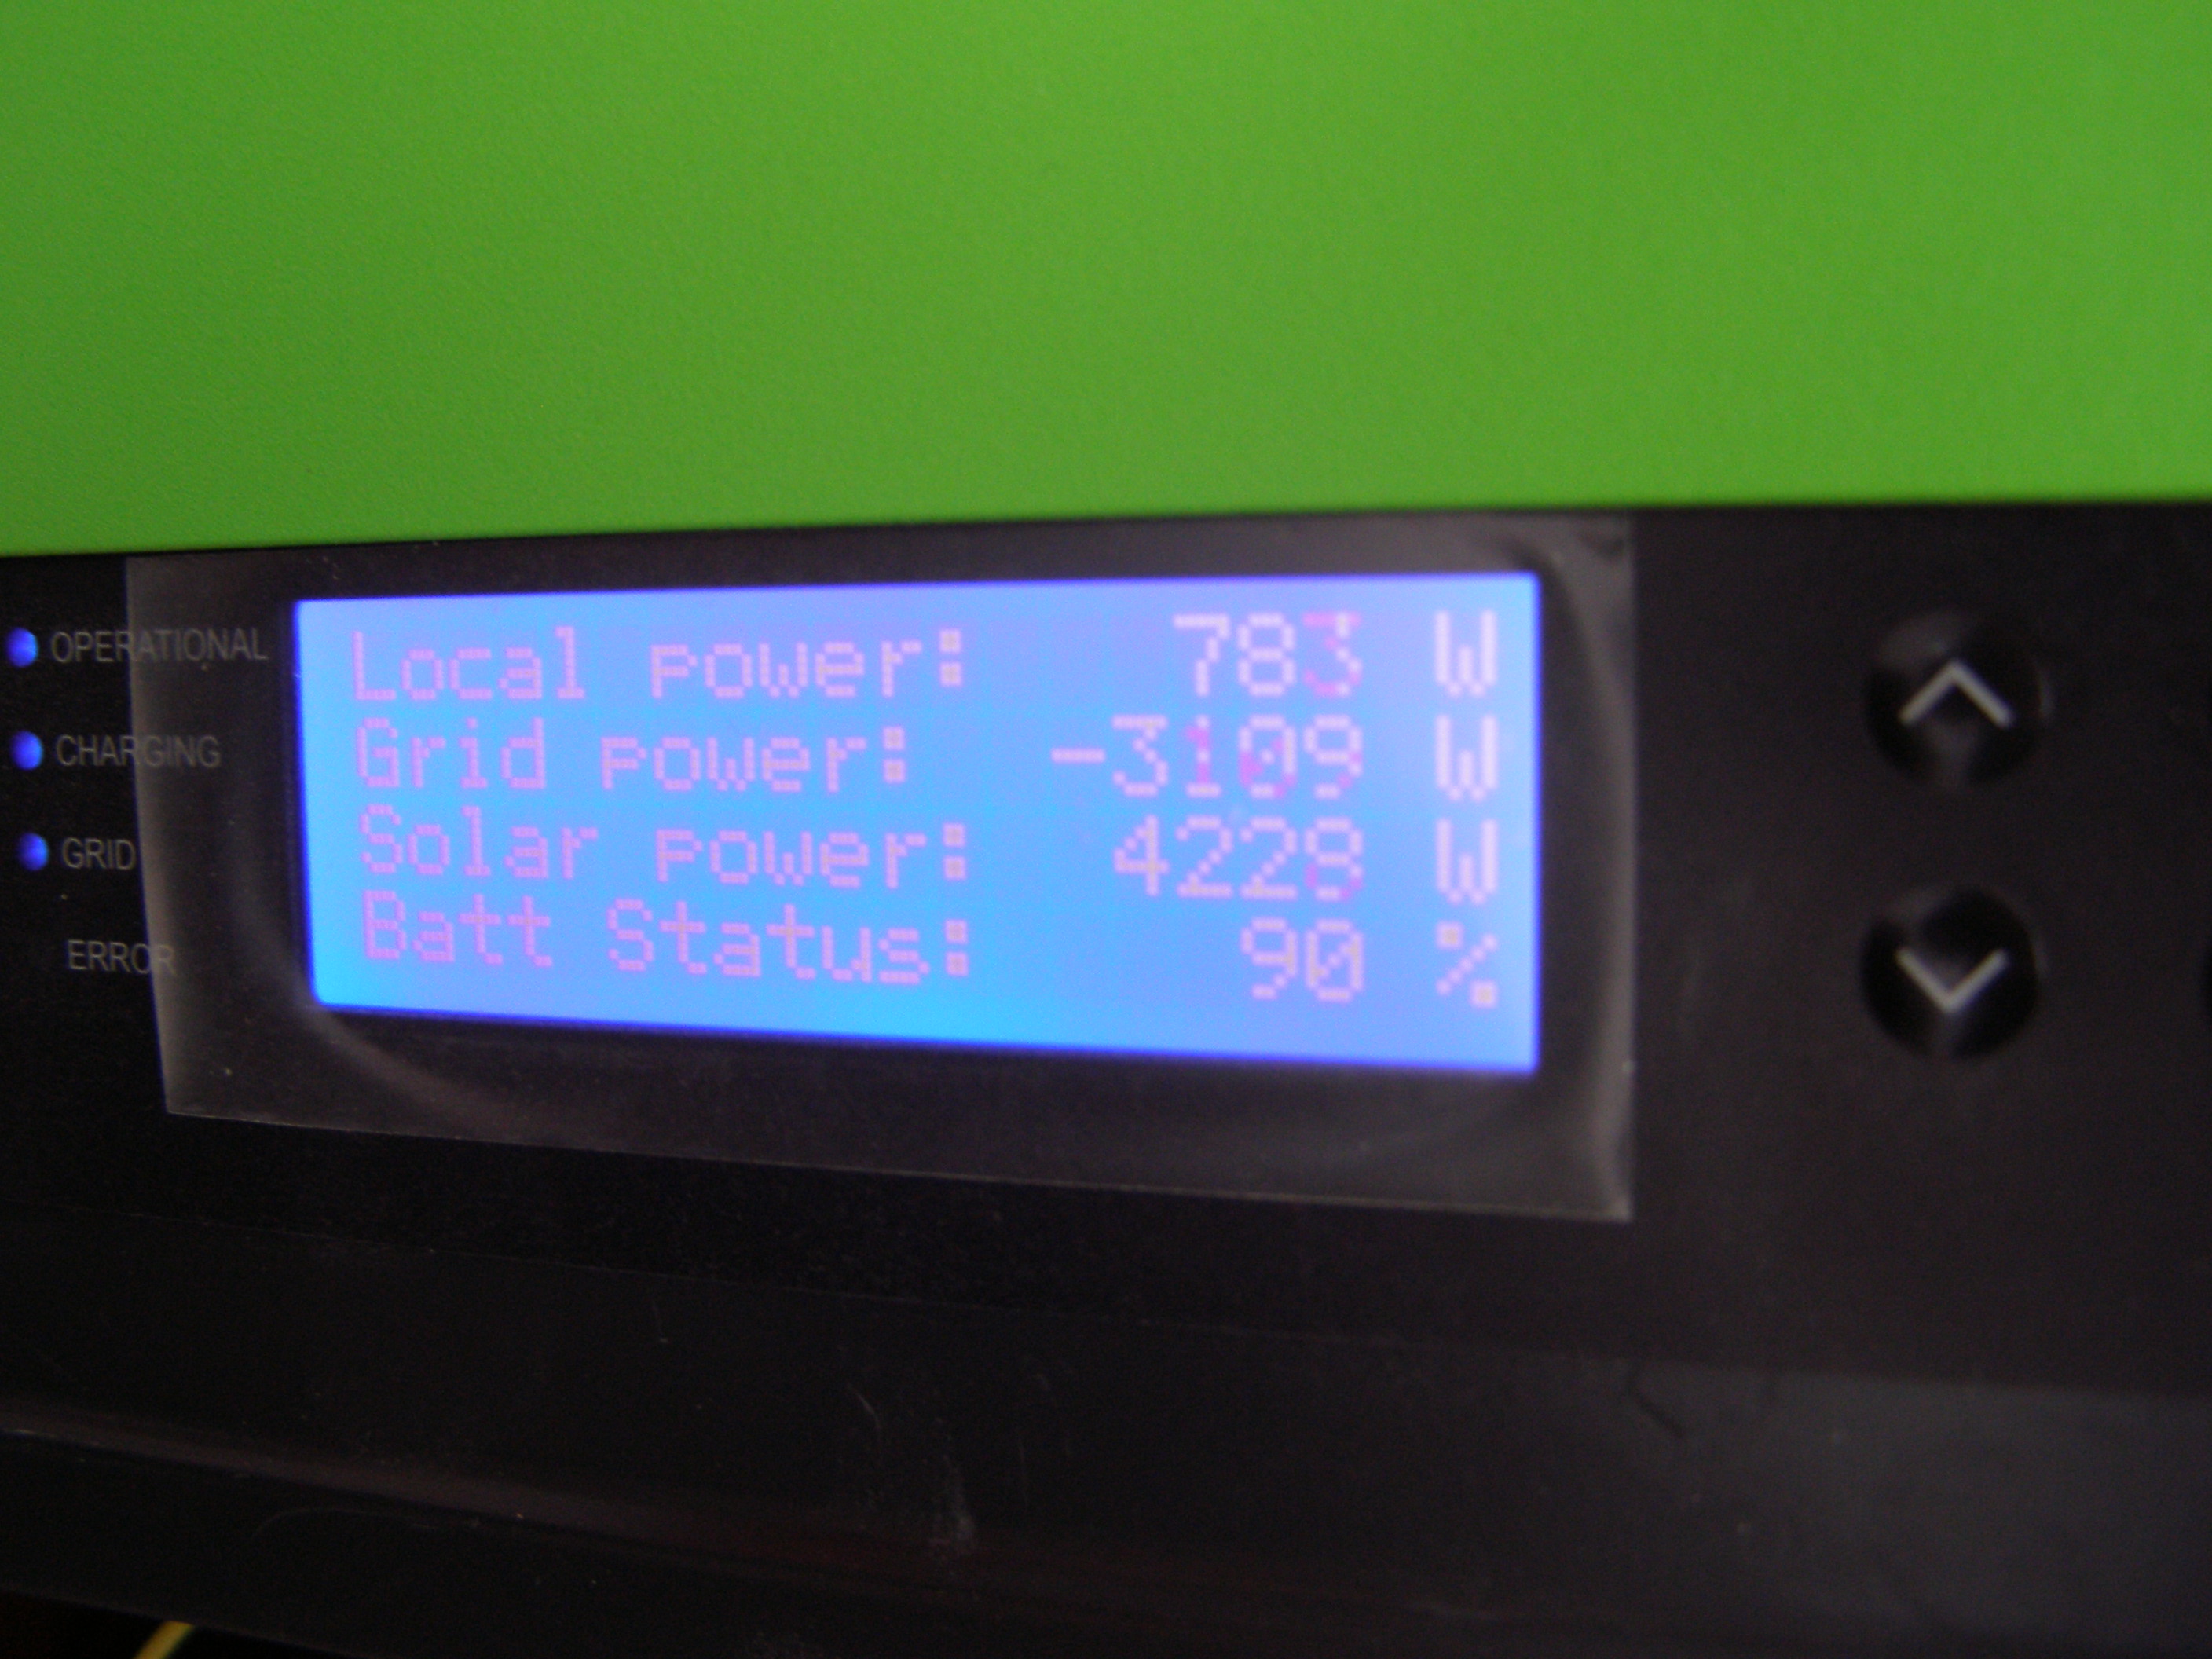 OPERATIONAL
CHARGING
GRID
ERROR
Local power: 783 W
Grid power: -3109 W
Solar power: 4228 W
Batt Status: 90 %